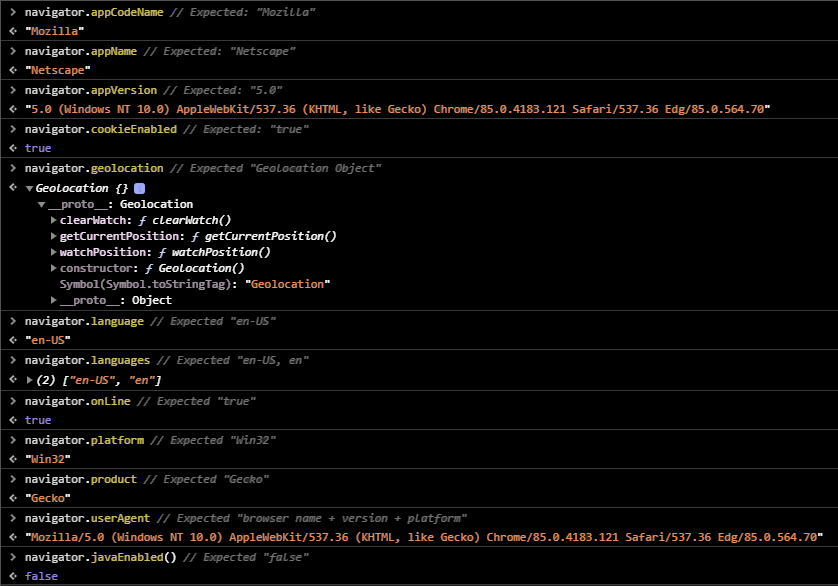 > navigator.appCodeName // Expected: "Mozilla"
< "Mozilla"
> navigator.appName // Expected: "Netscape"
< "Netscape"
> navigator.appVersion // Expected: "5.0"
< "5.0 (Windows NT 10.0) AppleWebKit/537.36 (KHTML, like Gecko) Chrome/85.0.4183.121 Safari/537.36 Edg/85.0.564.70"
> navigator.cookieEnabled // Expected: "true"
< true
> navigator.geolocation // Expected "Geolocation Object"
< ▼Geolocation {} i
▼__proto__: Geolocation
▶clearWatch: ƒ clearWatch()
▶getCurrentPosition: ƒ getCurrentPosition()
▶watchPosition: ƒ watchPosition()
▶constructor: ƒ Geolocation()
Symbol(Symbol.toStringTag): "Geolocation"
▶__proto__: Object
> navigator.language // Expected "en-US"
< "en-US"
> navigator.languages // Expected "en-US, en"
< ▶(2) ["en-US", "en"]
> navigator.onLine // Expected "true"
< true
> navigator.platform // Expected "Win32"
< "Win32"
> navigator.product // Expected "Gecko"
< "Gecko"
> navigator.userAgent // Expected "browser name + version + platform"
< "Mozilla/5.0 (Windows NT 10.0) AppleWebKit/537.36 (KHTML, like Gecko) Chrome/85.0.4183.121 Safari/537.36 Edg/85.0.564.70"
> navigator.javaEnabled() // Expected "false"
< false